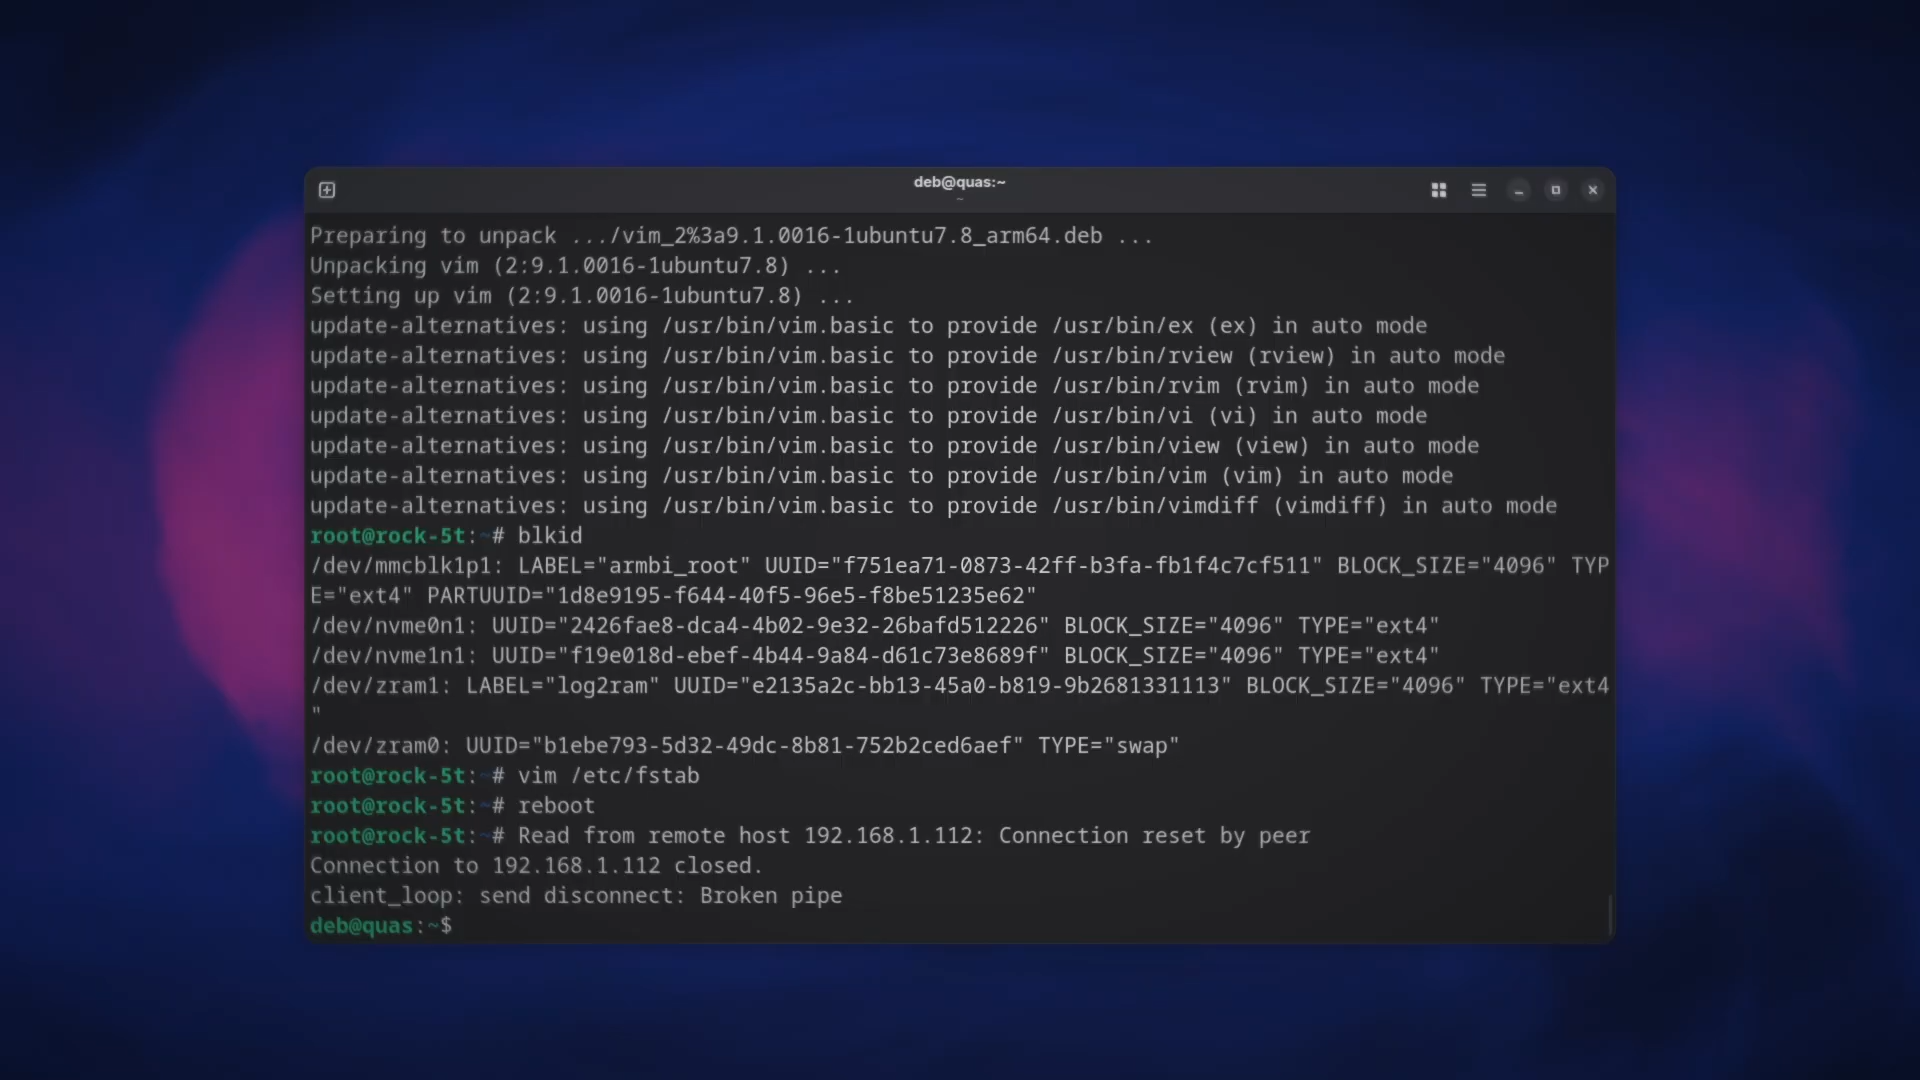 deb@quas:~
~
Preparing to unpack .../vim_2%3a9.1.0016-1ubuntu7.8_arm64.deb ...
Unpacking vim (2:9.1.0016-1ubuntu7.8) ...
Setting up vim (2:9.1.0016-1ubuntu7.8) ...
update-alternatives: using /usr/bin/vim.basic to provide /usr/bin/ex (ex) in auto mode
update-alternatives: using /usr/bin/vim.basic to provide /usr/bin/rview (rview) in auto mode
update-alternatives: using /usr/bin/vim.basic to provide /usr/bin/rvim (rvim) in auto mode
update-alternatives: using /usr/bin/vim.basic to provide /usr/bin/vi (vi) in auto mode
update-alternatives: using /usr/bin/vim.basic to provide /usr/bin/view (view) in auto mode
update-alternatives: using /usr/bin/vim.basic to provide /usr/bin/vim (vim) in auto mode
update-alternatives: using /usr/bin/vim.basic to provide /usr/bin/vimdiff (vimdiff) in auto mode
root@rock-5t:~# blkid
/dev/mmcblk1p1: LABEL="armbi_root" UUID="f751ea71-0873-42ff-b3fa-fb1f4c7cf511" BLOCK_SIZE="4096" TYP
E="ext4" PARTUUID="1d8e9195-f644-40f5-96e5-f8be51235e62"
/dev/nvme0n1: UUID="2426fae8-dca4-4b02-9e32-26bafd512226" BLOCK_SIZE="4096" TYPE="ext4"
/dev/nvme1n1: UUID="f19e018d-ebef-4b44-9a84-d61c73e8689f" BLOCK_SIZE="4096" TYPE="ext4"
/dev/zram1: LABEL="log2ram" UUID="e2135a2c-bb13-45a0-b819-9b2681331113" BLOCK_SIZE="4096" TYPE="ext4
"
/dev/zram0: UUID="b1ebe793-5d32-49dc-8b81-752b2ced6aef" TYPE="swap"
root@rock-5t:~# vim /etc/fstab
root@rock-5t:~# reboot
root@rock-5t:~# Read from remote host 192.168.1.112: Connection reset by peer
Connection to 192.168.1.112 closed.
client_loop: send disconnect: Broken pipe
deb@quas:~$